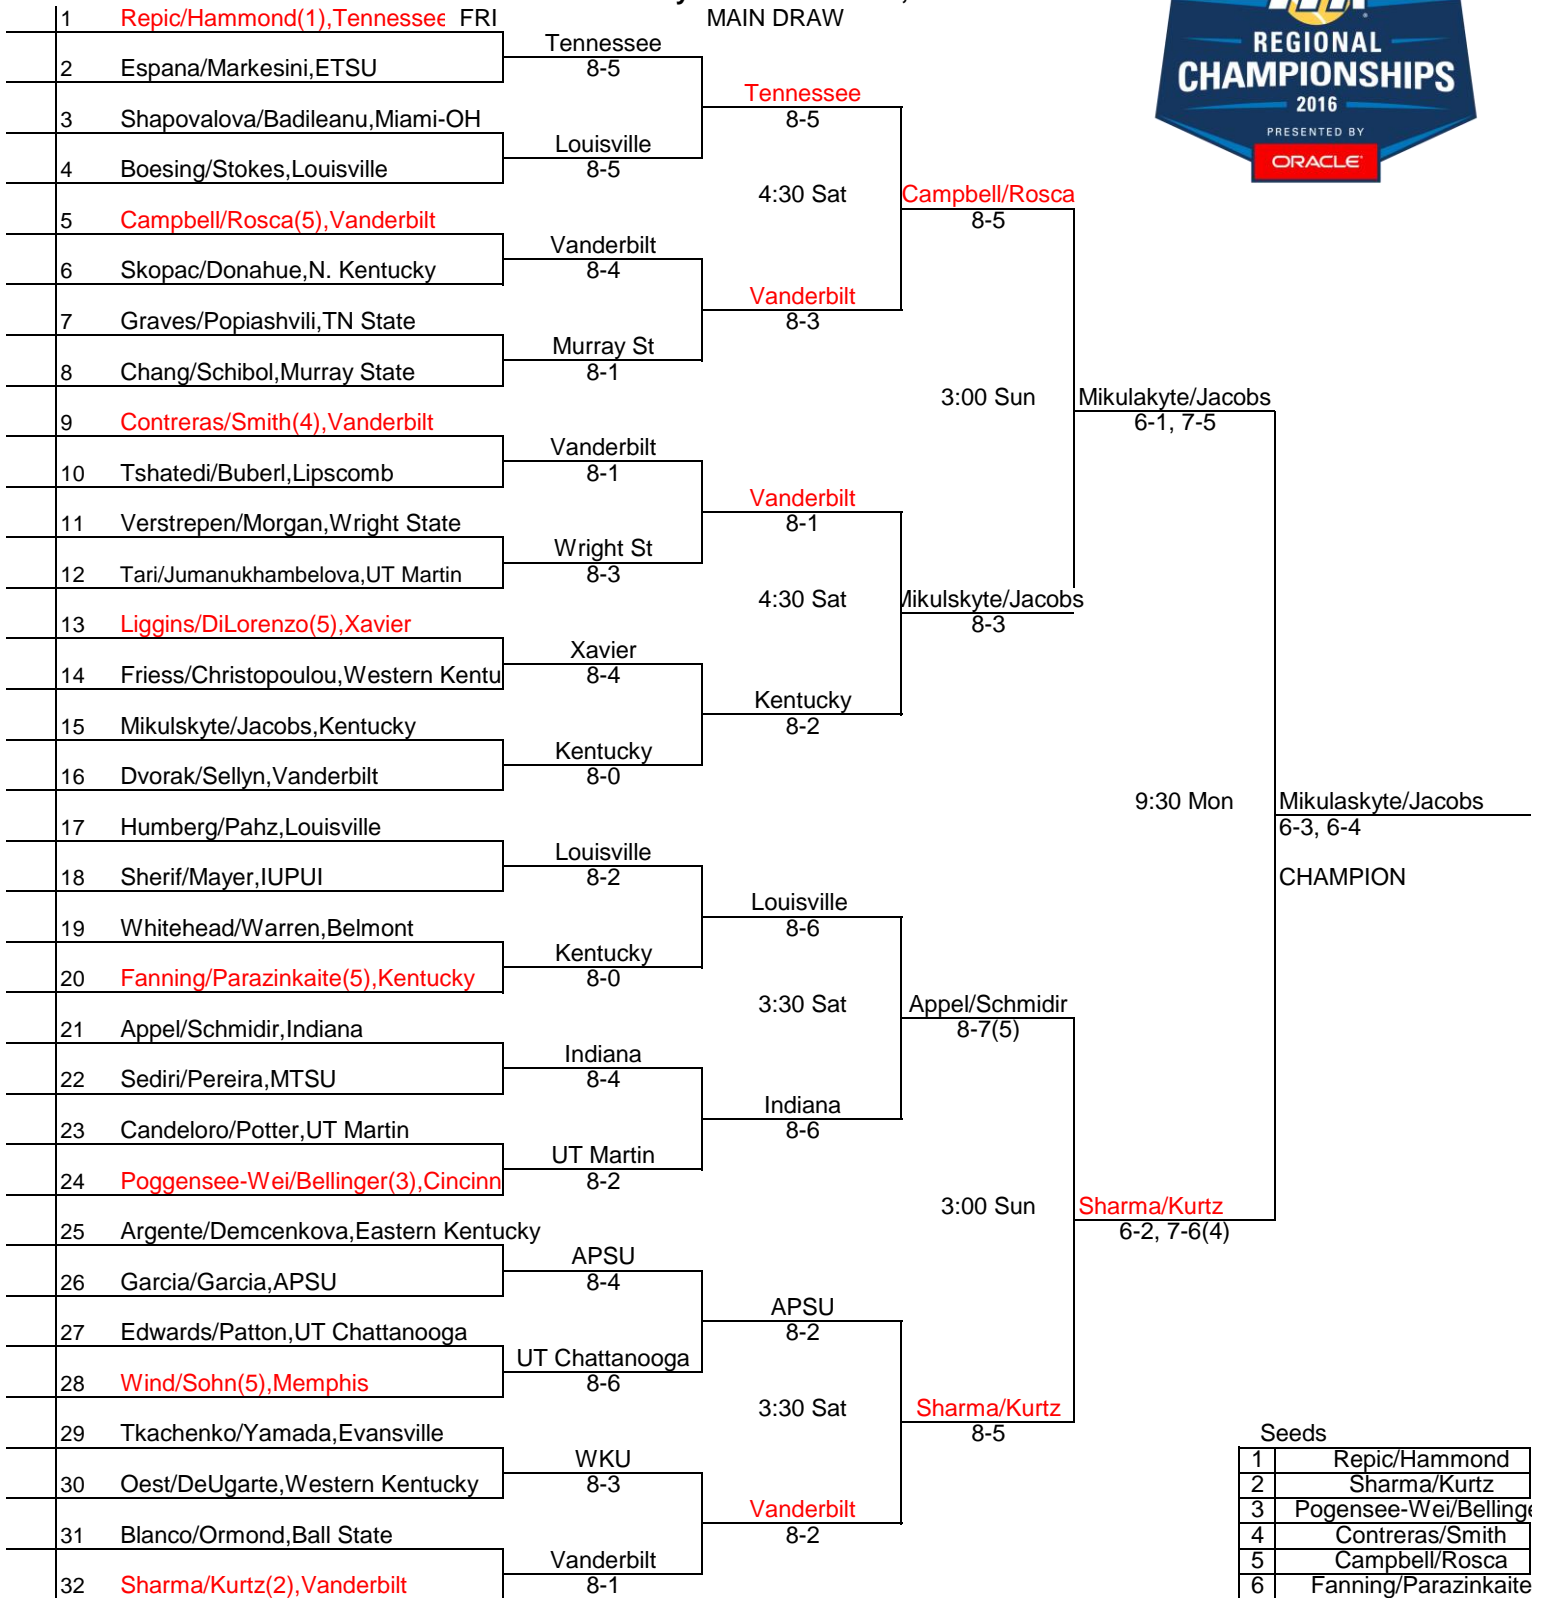 1 Repic/Hammond(1),Tennessee FRI MAIN DRAW
REGIONAL
CHAMPIONSHIPS
2016
PRESENTED BY
ORACLE
Tennessee
2 Espana/Markesini,ETSU 8-5
Tennessee
3 Shapovalova/Badileanu,Miami-OH 8-5
Louisville
4 Boesing/Stokes,Louisville 8-5
4:30 Sat Campbell/Rosca
5 Campbell/Rosca(5),Vanderbilt 8-5
Vanderbilt
6 Skopac/Donahue,N. Kentucky 8-4
Vanderbilt
7 Graves/Popiashvili,TN State 8-3
Murray St
8 Chang/Schibol,Murray State 8-1
3:00 Sun Mikulakyte/Jacobs
9 Contreras/Smith(4),Vanderbilt 6-1, 7-5
Vanderbilt
10 Tshatedi/Buberl,Lipscomb 8-1
Vanderbilt
11 Verstrepen/Morgan,Wright State 8-1
Wright St
12 Tari/Jumanukhambelova,UT Martin 8-3
4:30 Sat Mikulskyte/Jacobs
13 Liggins/DiLorenzo(5),Xavier 8-3
Xavier
14 Friess/Christopoulou,Western Kentu 8-4
Kentucky
15 Mikulskyte/Jacobs,Kentucky 8-2
Kentucky
16 Dvorak/Sellyn,Vanderbilt 8-0
9:30 Mon Mikulaskyte/Jacobs
17 Humberg/Pahz,Louisville 6-3, 6-4
Louisville
18 Sherif/Mayer,IUPUI 8-2 CHAMPION
Louisville
19 Whitehead/Warren,Belmont 8-6
Kentucky
20 Fanning/Parazinkaite(5),Kentucky 8-0
3:30 Sat Appel/Schmidir
21 Appel/Schmidir,Indiana 8-7(5)
Indiana
22 Sediri/Pereira,MTSU 8-4
Indiana
23 Candeloro/Potter,UT Martin 8-6
UT Martin
24 Poggensee-Wei/Bellinger(3),Cincinn 8-2
3:00 Sun Sharma/Kurtz
25 Argente/Demcenkova,Eastern Kentucky 6-2, 7-6(4)
APSU
26 Garcia/Garcia,APSU 8-4
APSU
27 Edwards/Patton,UT Chattanooga 8-2
UT Chattanooga
28 Wind/Sohn(5),Memphis 8-6
3:30 Sat Sharma/Kurtz
29 Tkachenko/Yamada,Evansville 8-5 Seeds
WKU 1 Repic/Hammond
30 Oest/DeUgarte,Western Kentucky 8-3 2 Sharma/Kurtz
Vanderbilt 3 Pogensee-Wei/Bellinge
31 Blanco/Ormond,Ball State 8-2 4 Contreras/Smith
Vanderbilt 5 Campbell/Rosca
32 Sharma/Kurtz(2),Vanderbilt 8-1 6 Fanning/Parazinkaite